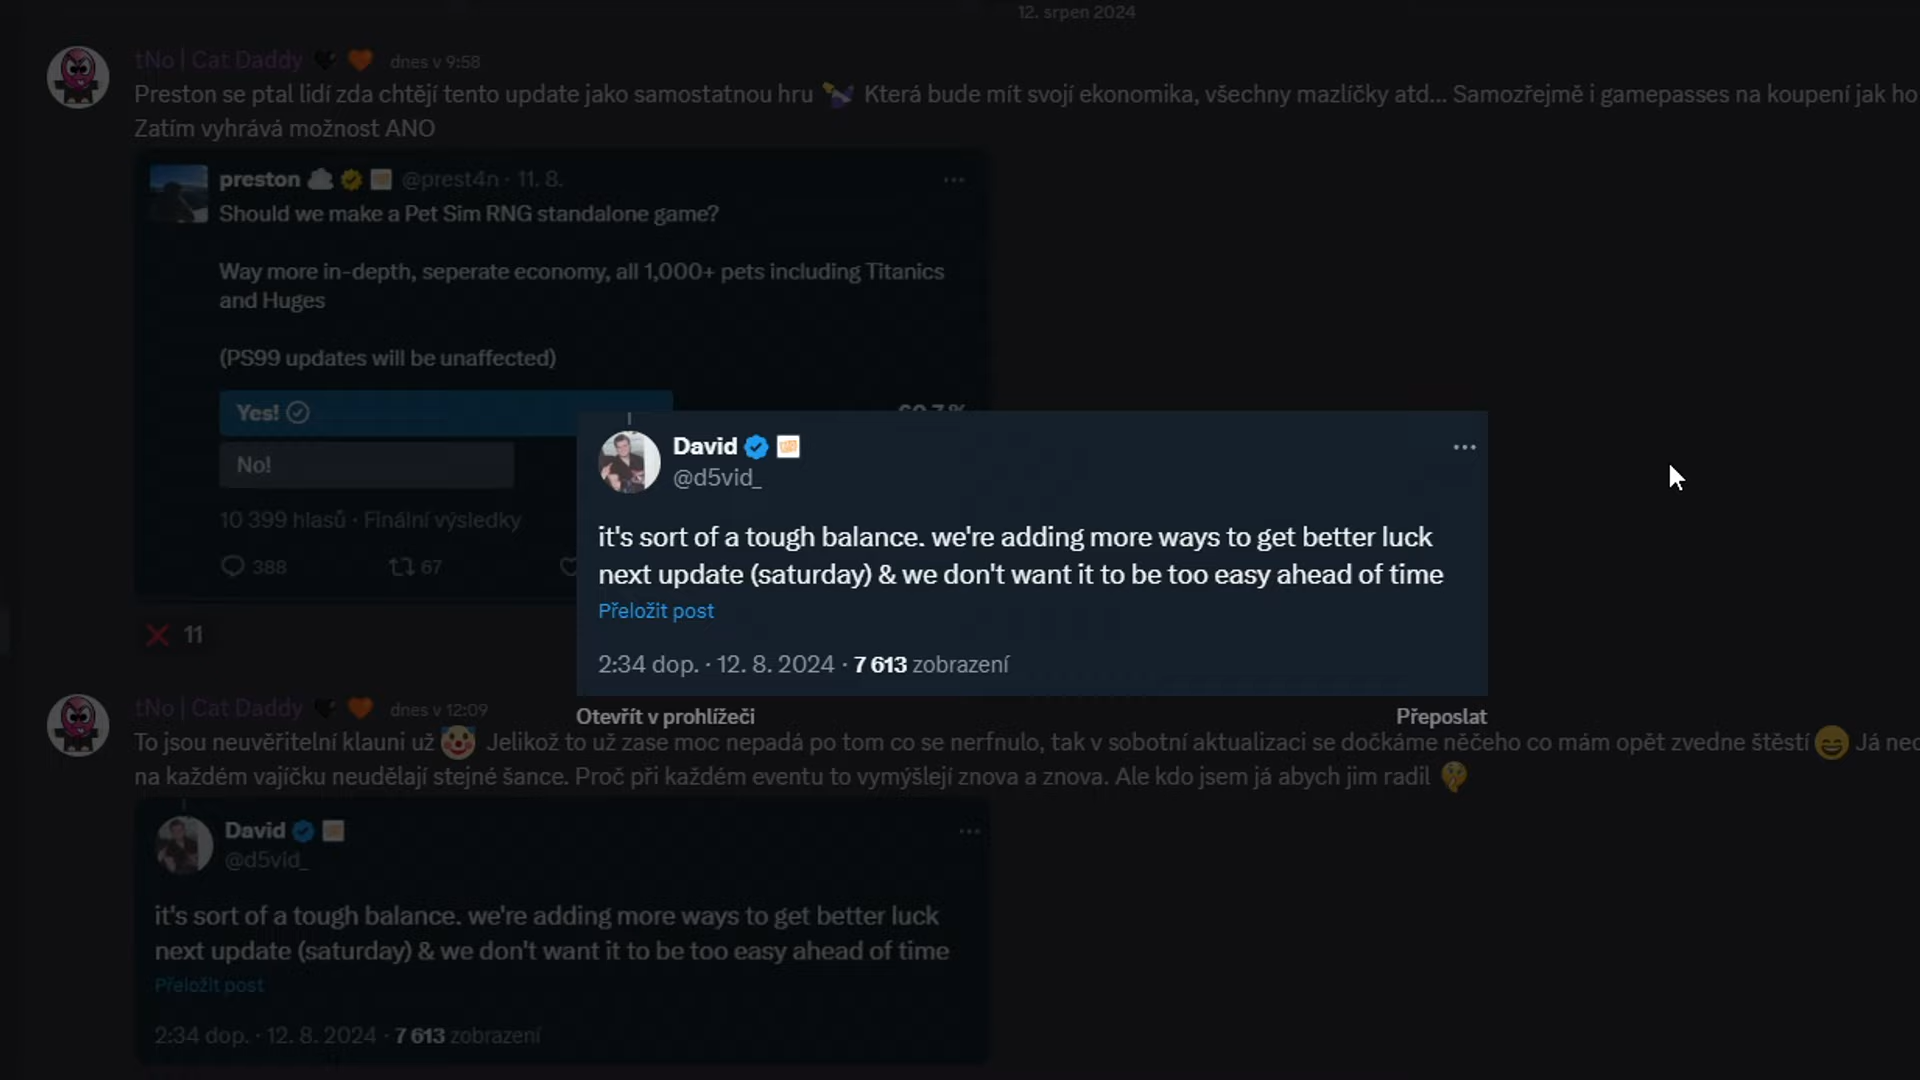 12. srpen 2024
tNo | Cat Daddy dnes v 9:58
Preston se ptal lidí zda chtějí tento update jako samostatnou hru Která bude mít svojí ekonomika, všechny mazlíčky atd... Samozřejmě i gamepasses na koupení jak ho
Zatím vyhrává možnost ANO
preston @prest4n · 11. 8.
Should we make a Pet Sim RNG standalone game?
Way more in-depth, seperate economy, all 1,000+ pets including Titanics
and Huges
(PS99 updates will be unaffected)
Yes!
No!
10 399 hlasů · Finální výsledky
388 67
11
David
@d5vid_
it's sort of a tough balance. we're adding more ways to get better luck
next update (saturday) & we don't want it to be too easy ahead of time
Přeložit post
2:34 dop. · 12. 8. 2024 · 7 613 zobrazení
Otevřít v prohlížeči Přeposlat
tNo | Cat Daddy dnes v 12:09
To jsou neuvěřitelní klauni už Jelikož to už zase moc nepadá po tom co se nerfnulo, tak v sobotní aktualizaci se dočkáme něčeho co mám opět zvedne štěstí Já
na každém vajíčku neudělají stejné šance. Proč při každém eventu to vymýšlejí znova a znova. Ale kdo jsem já abych jim radil
David
@d5vid_
it's sort of a tough balance. we're adding more ways to get better luck
next update (saturday) & we don't want it to be too easy ahead of time
Přeložit post
2:34 dop. · 12. 8. 2024 · 7 613 zobrazení